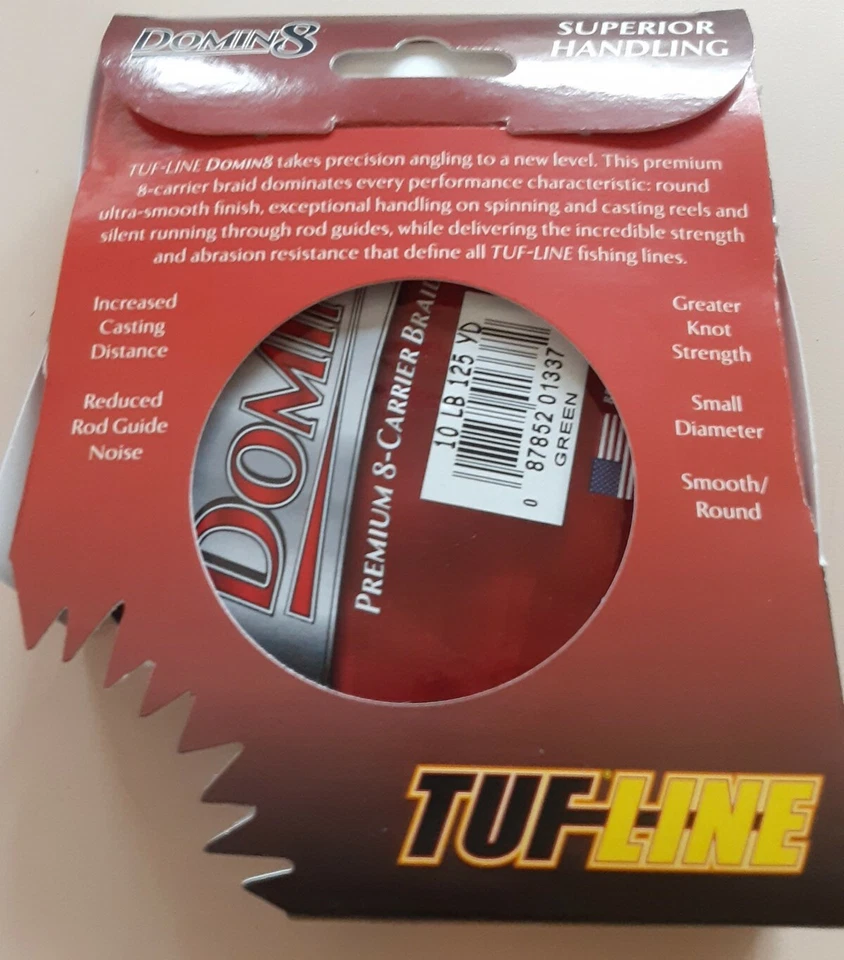 DOMIN8
SUPERIOR
HANDLING
TUF-LINE DOMIN8 takes precision angling to a new level. This premium
8-carrier braid dominates every performance characteristic: round
ultra-smooth finish, exceptional handling on spinning and casting reels and
silent running through rod guides, while delivering the incredible strength
and abrasion resistance that define all TUF-LINE fishing lines.
Increased
Casting
Distance
Reduced
Rod Guide
Noise
Greater
Knot
Strength
Small
Diameter
Smooth/
Round
DOMIN
PREMIUM 8-CARRIER BRAI
10 LB 125 YD
0 87852 01337
GREEN
TUF-LINE